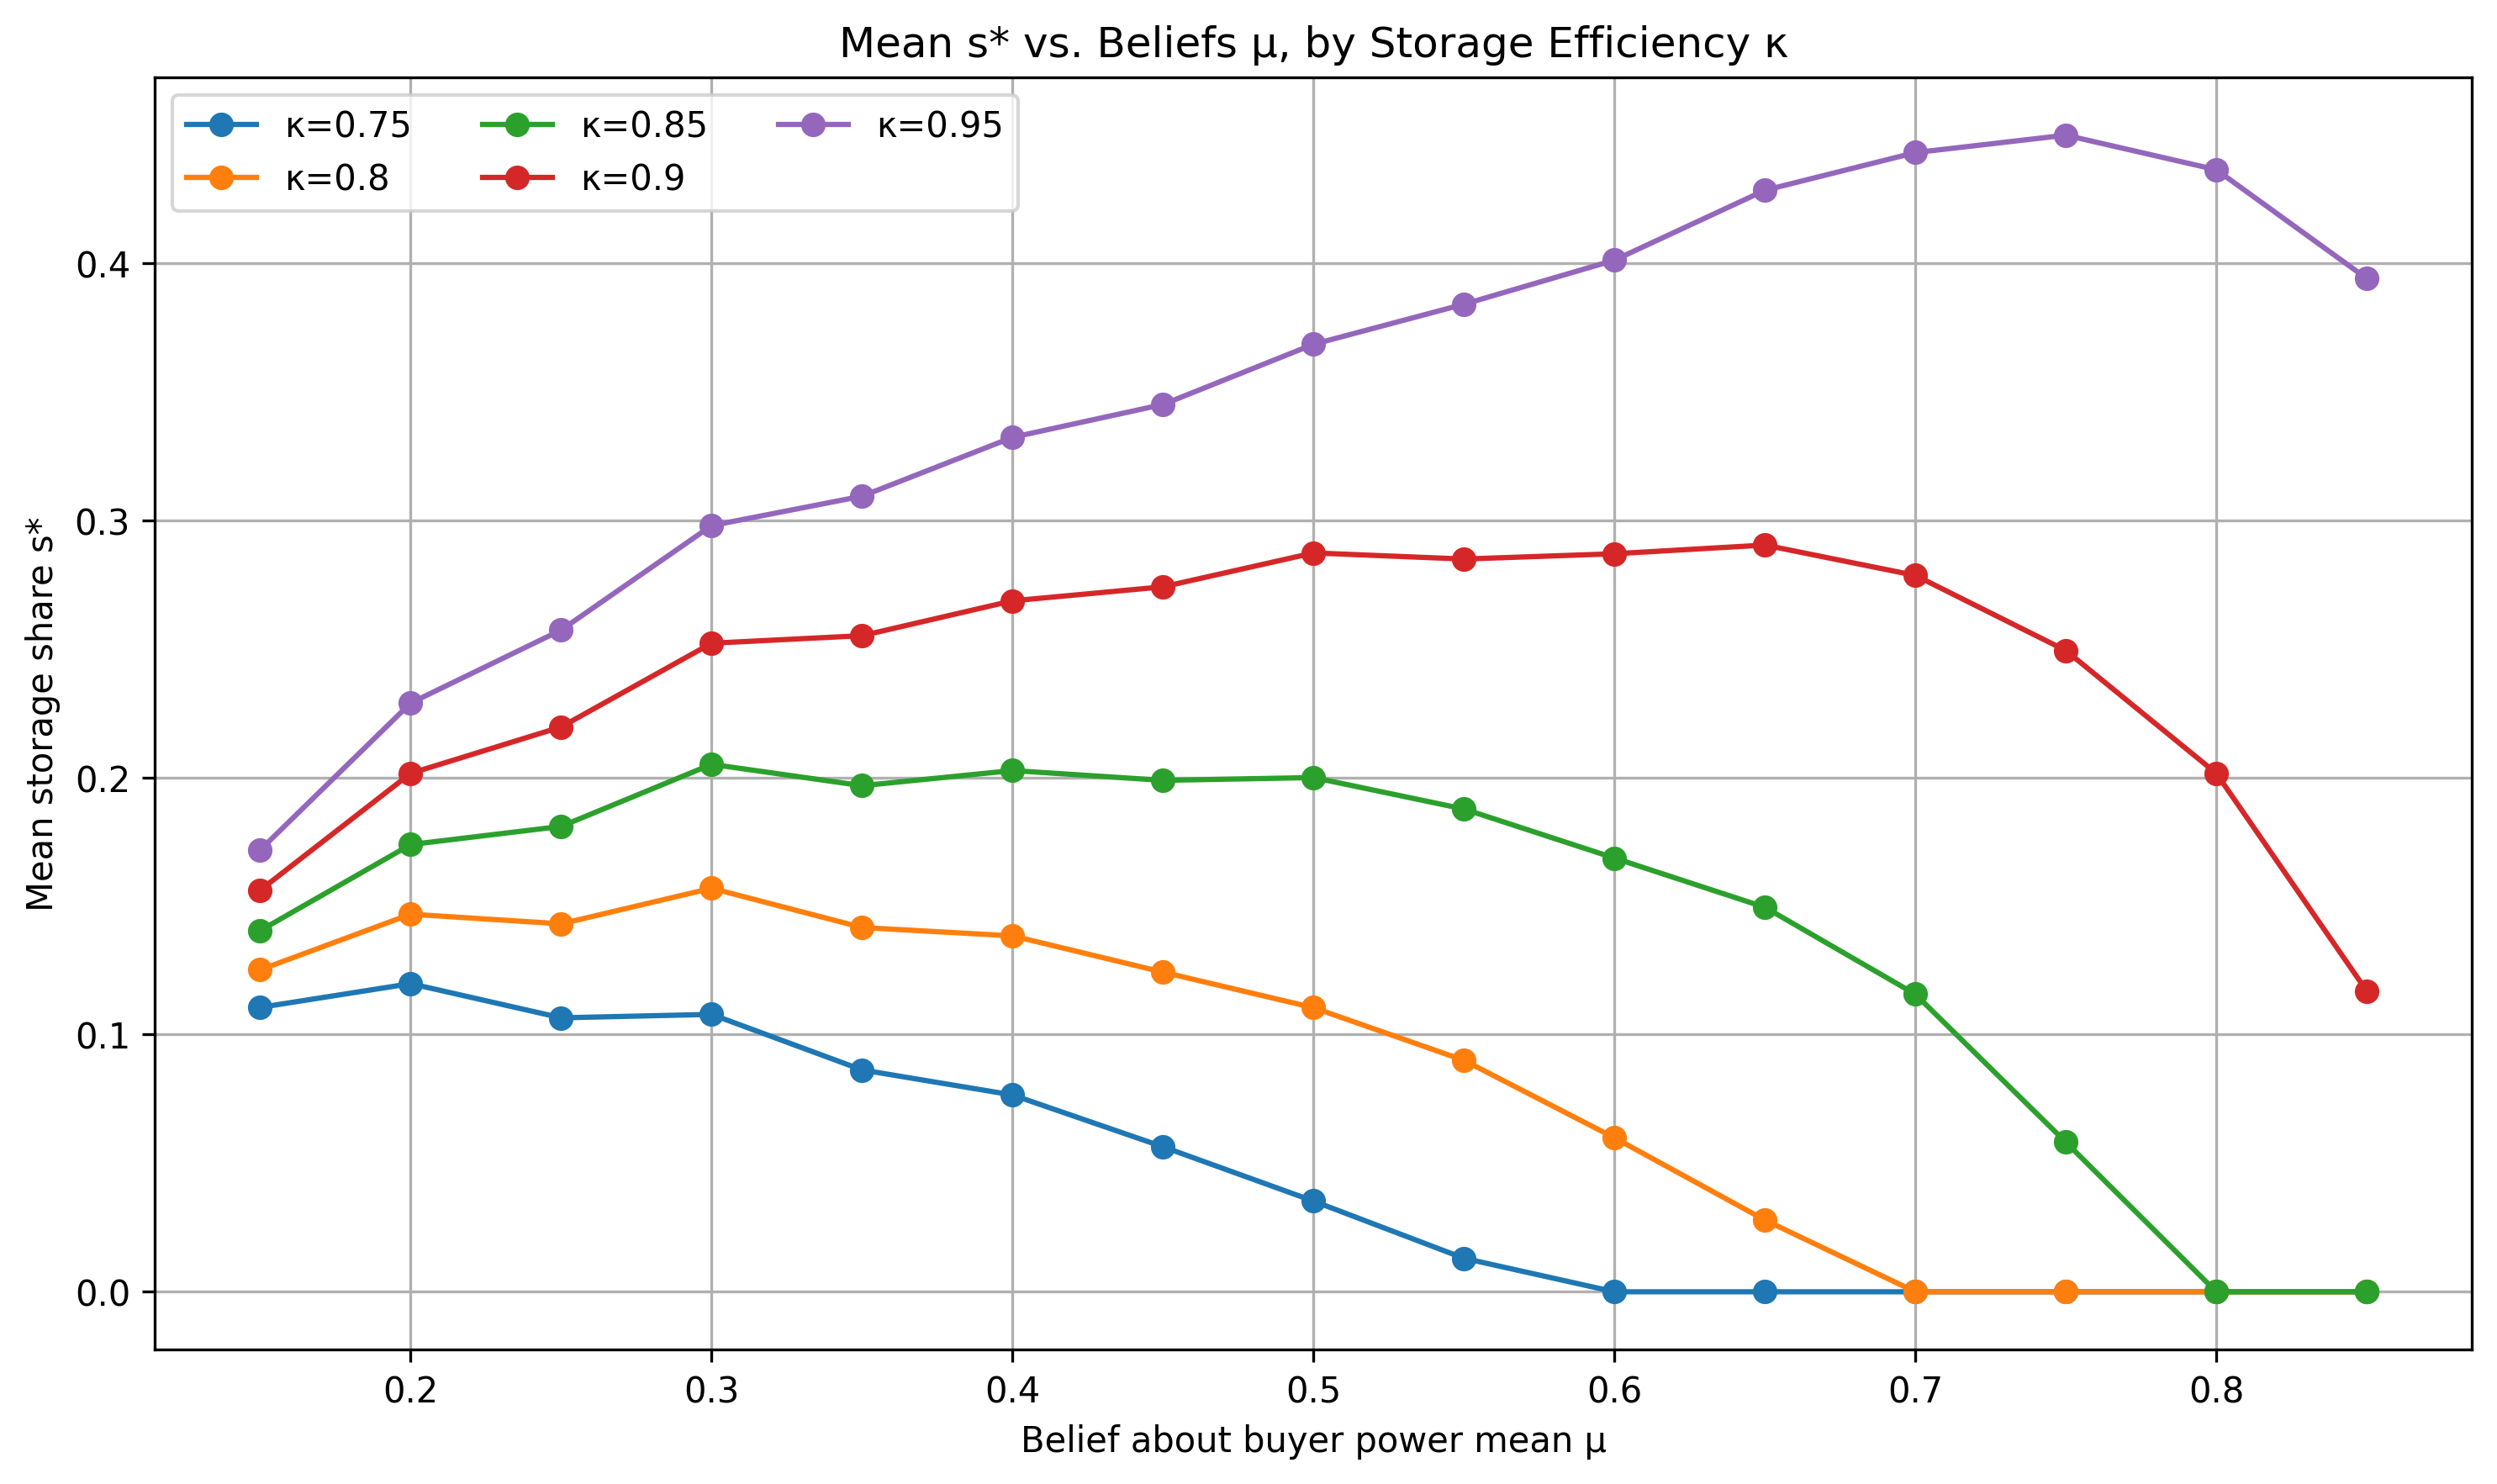 Mean s* vs. Beliefs μ, by Storage Efficiency κ
κ=0.75
κ=0.8
κ=0.85
κ=0.9
κ=0.95
Mean storage share s*
0.4
0.3
0.2
0.1
0.0
0.2
0.3
0.4
0.5
0.6
0.7
0.8
Belief about buyer power mean μ